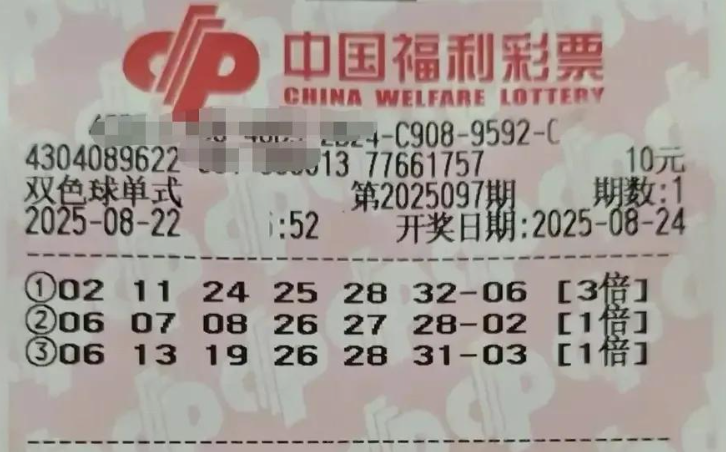 中国福利彩票
CHINA WELFARE LOTTERY
-C908-9592-C
4304089622 13 77661757 10元
双色球单式 第2025097期 期数:1
2025-08-22 :52 开奖日期:2025-08-24
①02 11 24 25 28 32-06 [3倍]
②06 07 08 26 27 28-02 [1倍]
③06 13 19 26 28 31-03 [1倍]